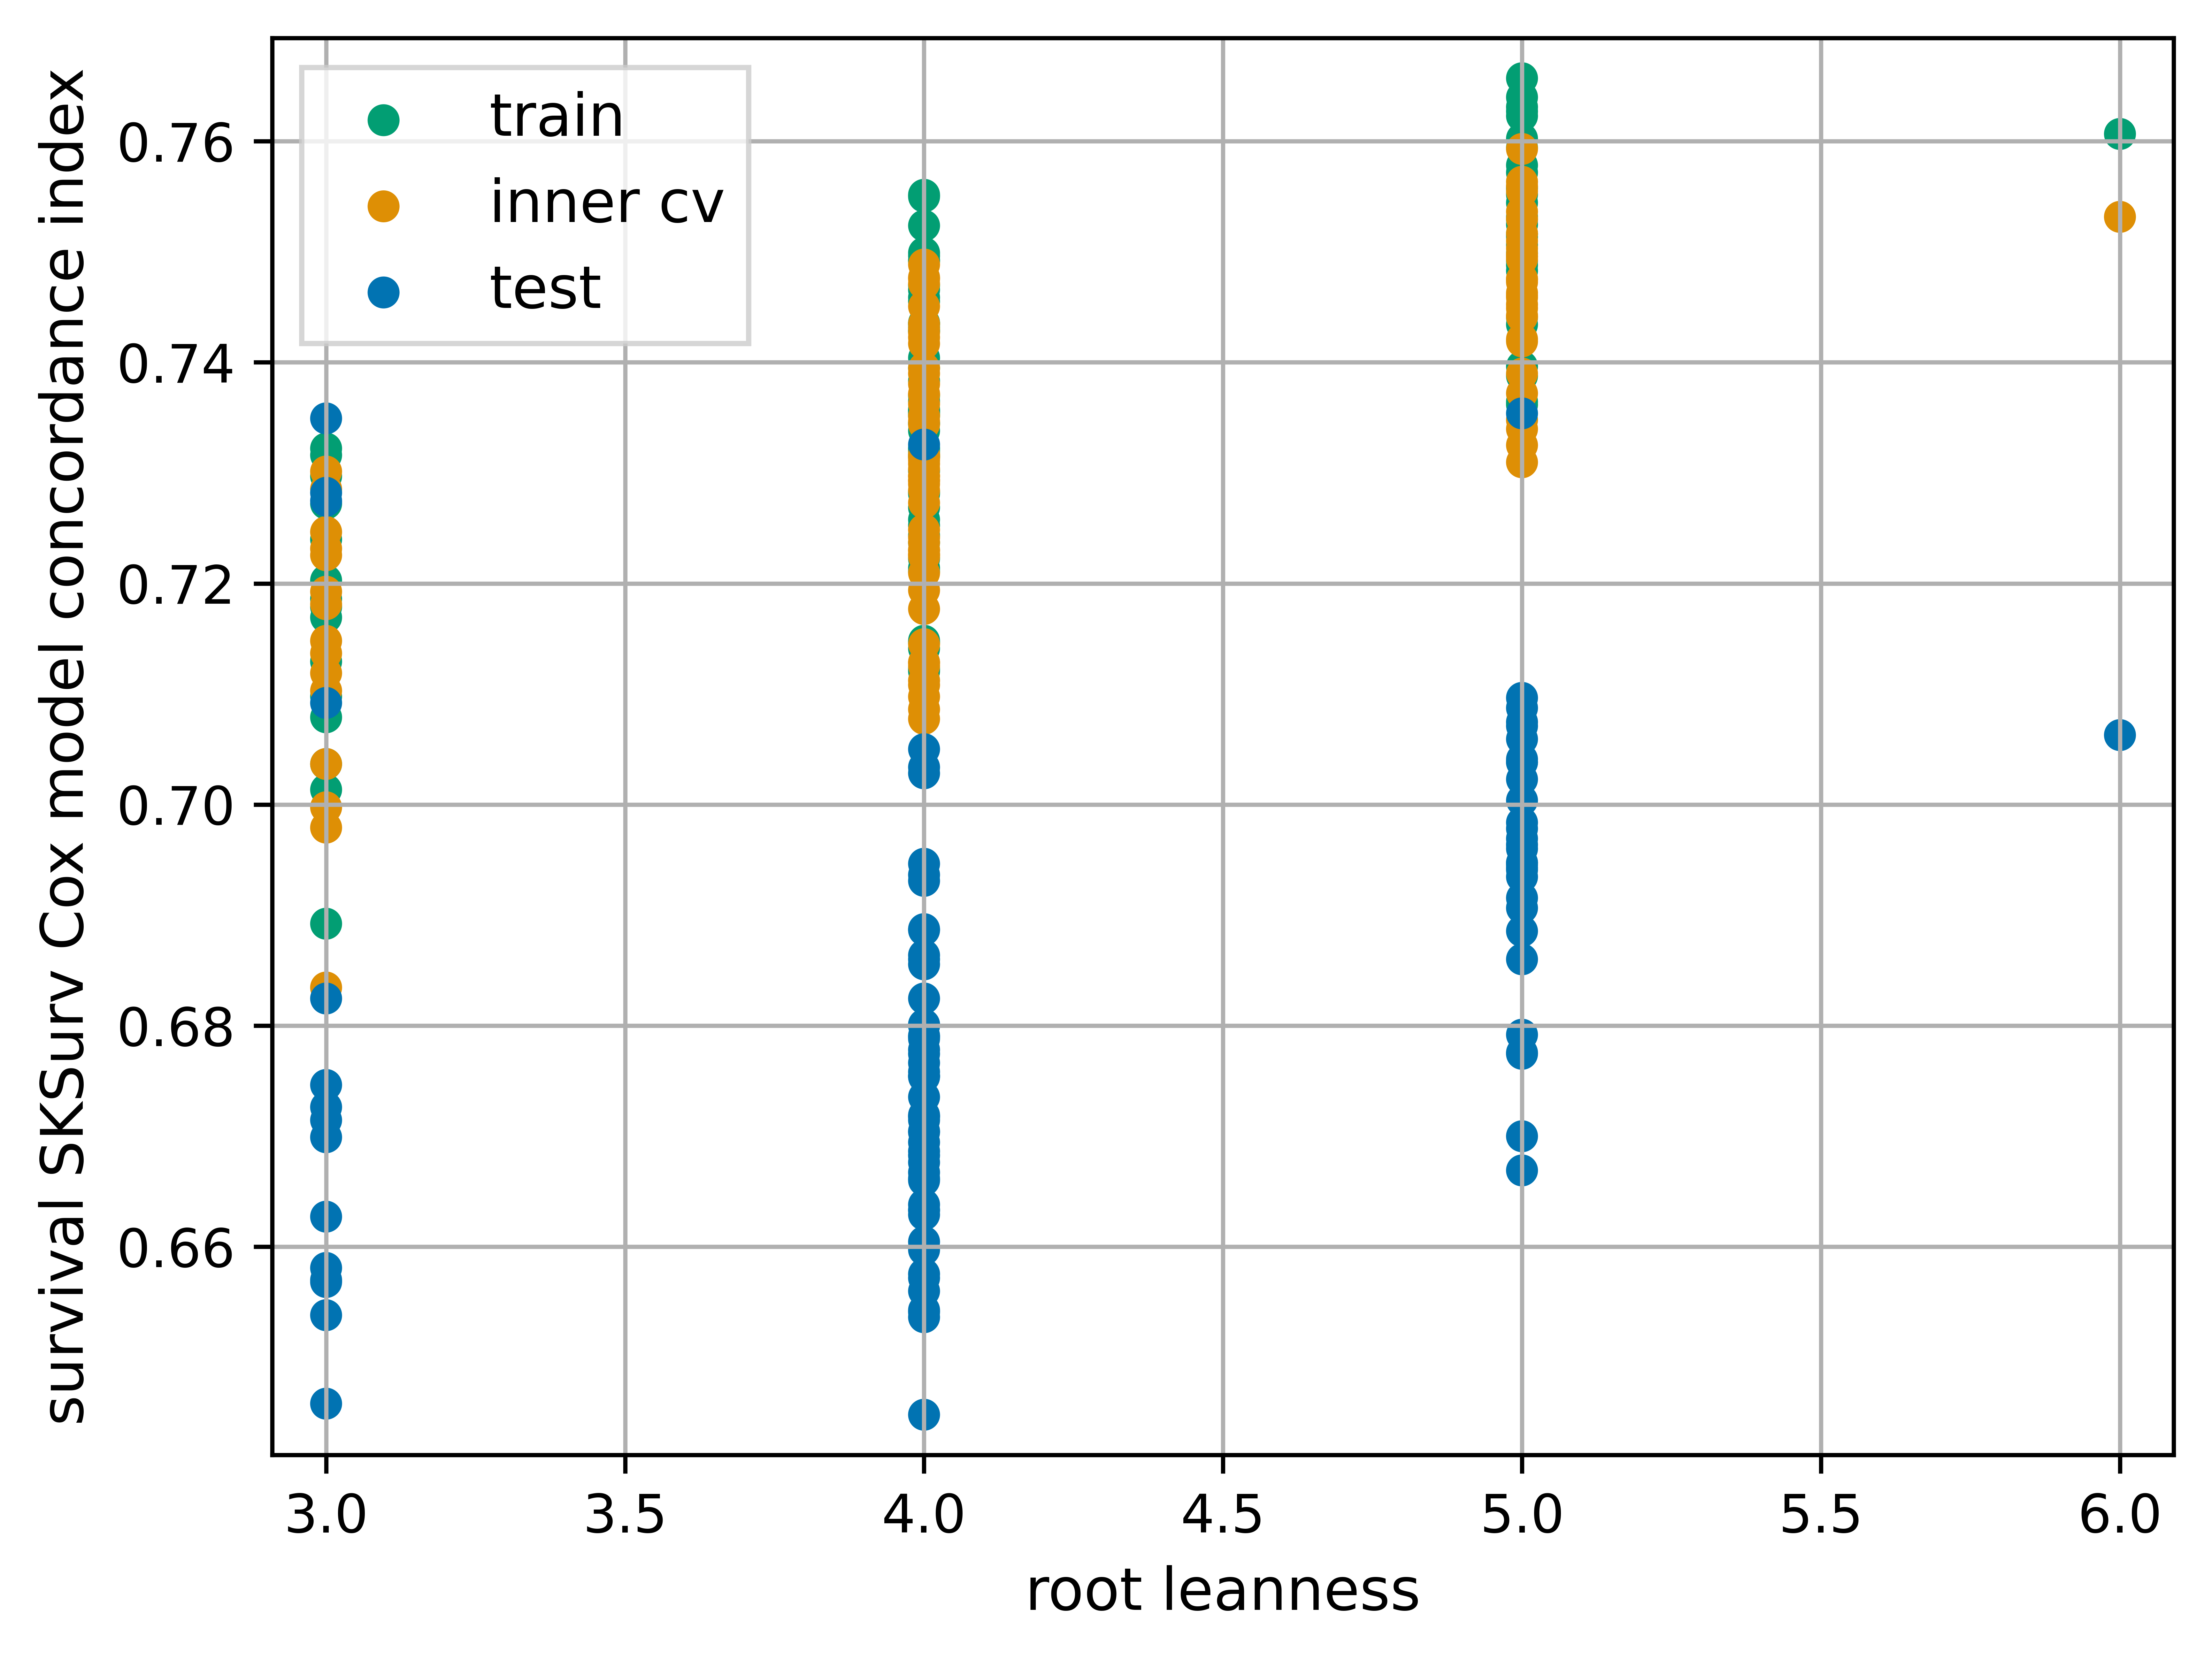 survival SKSurv Cox model concordance index
train
inner cv
test
0.76
0.74
0.72
0.70
0.68
0.66
3.0 3.5 4.0 4.5 5.0 5.5 6.0
root leanness